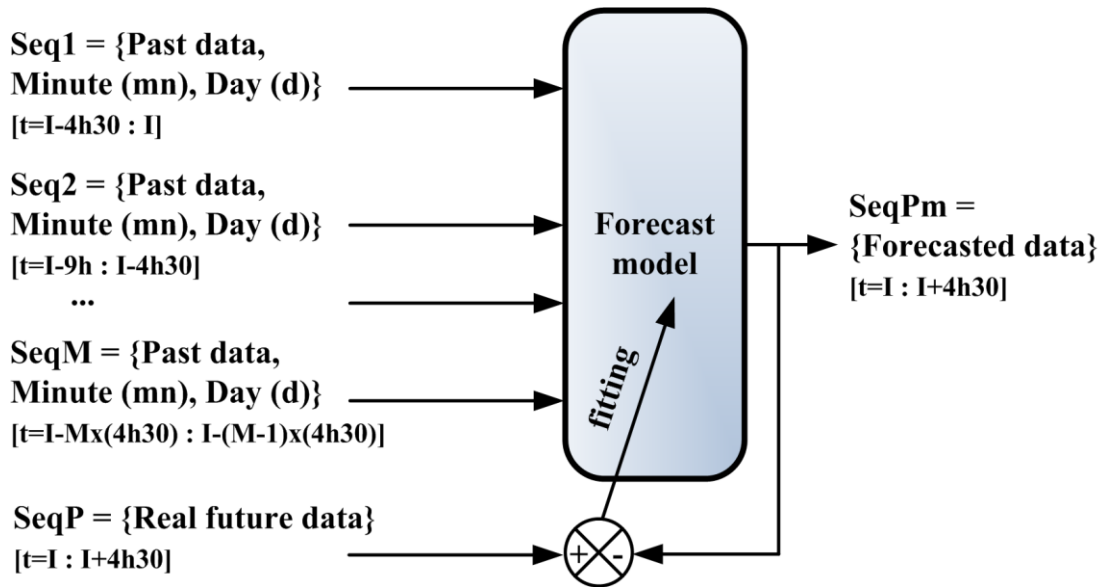 Seq1 = {Past data,
Minute (mn), Day (d)}
[t=I-4h30 : I]
Seq2 = {Past data,
Minute (mn), Day (d)}
[t=I-9h : I-4h30]
...
SeqM = {Past data,
Minute (mn), Day (d)}
[t=I-Mx(4h30) : I-(M-1)x(4h30)]
SeqP = {Real future data}
[t=I : I+4h30]
Forecast
model
fitting
+ -
SeqPm =
{Forecasted data}
[t=I : I+4h30]